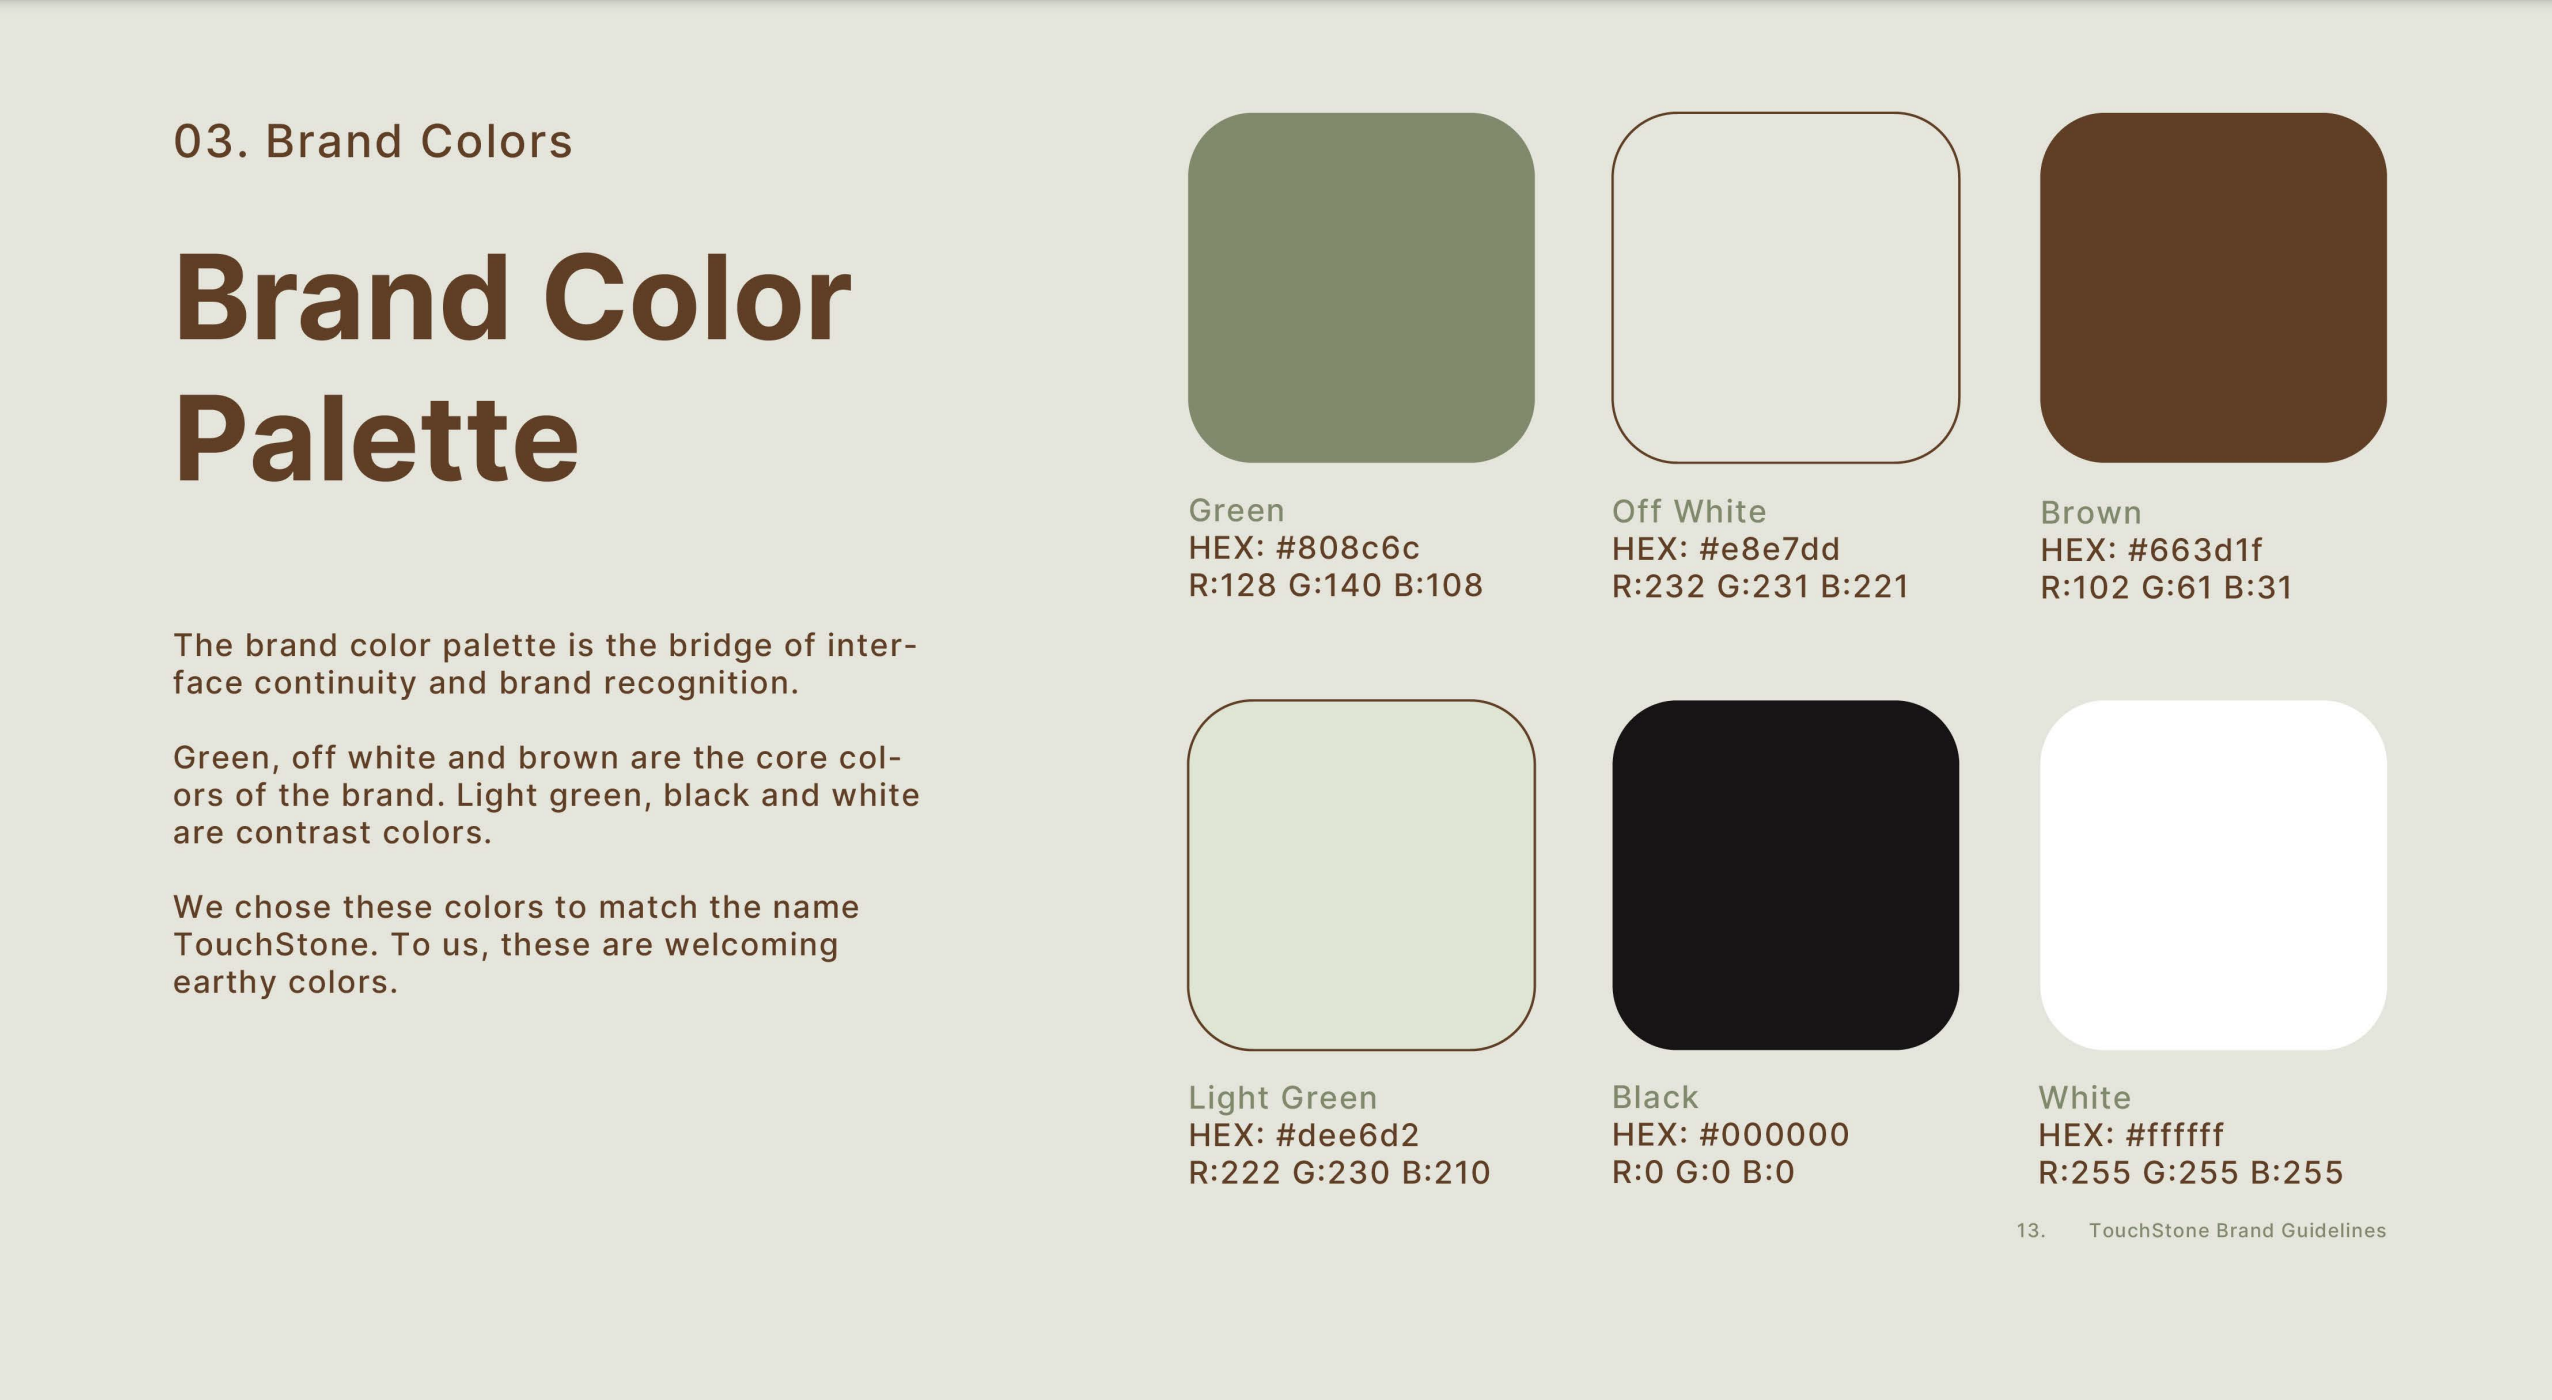 03. Brand Colors
Brand Color
Palette
The brand color palette is the bridge of inter-
face continuity and brand recognition.
Green, off white and brown are the core col-
ors of the brand. Light green, black and white
are contrast colors.
We chose these colors to match the name
TouchStone. To us, these are welcoming
earthy colors.
Green
HEX: #808c6c
R:128 G:140 B:108
Off White
HEX: #e8e7dd
R:232 G:231 B:221
Brown
HEX: #663d1f
R:102 G:61 B:31
Light Green
HEX: #dee6d2
R:222 G:230 B:210
Black
HEX: #000000
R:0 G:0 B:0
White
HEX: #ffffff
R:255 G:255 B:255
13. TouchStone Brand Guidelines